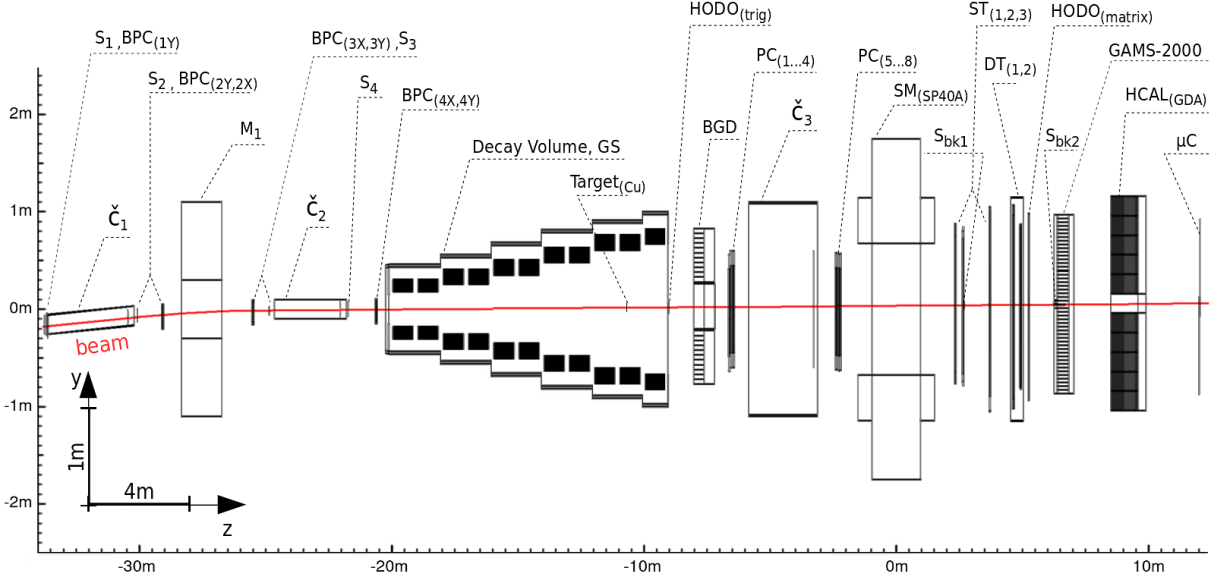 HODO(trig)
ST(1,2,3)
HODO(matrix)
S1 ,BPC(1Y)
BPC(3X,3Y) ,S3
PC(1...4)
PC(5...8)
DT(1,2)
GAMS-2000
S2 , BPC(2Y,2X)
S4
BPC(4X,4Y)
SM(SP40A)
HCAL(GDA)
M1
Decay Volume, GS
BGD
Č3
Sbk1
Sbk2
μC
Target(Cu)
Č1
Č2
2m
1m
0m
-1m
-2m
beam
y
1m
4m
z
-30m
-20m
-10m
0m
10m